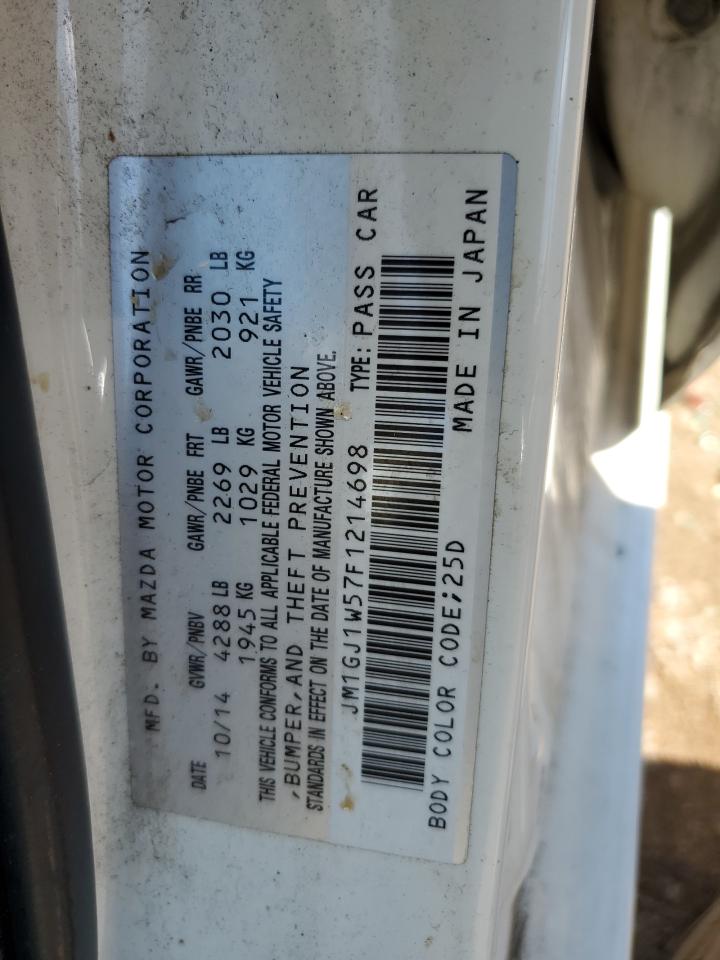 MFD. BY MAZDA MOTOR CORPORATION
DATE GVWR/PNBV GAWR/PNBE FRT GAWR/PNBE RR
10/14 4288 LB 2269 LB 2030 LB
1945 KG 1029 KG 921 KG
THIS VEHICLE CONFORMS TO ALL APPLICABLE FEDERAL MOTOR VEHICLE SAFETY
,BUMPER,AND THEFT PREVENTION
STANDARDS IN EFFECT ON THE DATE OF MANUFACTURE SHOWN ABOVE.
JM1GJ1W57F1214698 TYPE: PASS CAR
BODY COLOR CODE;25D MADE IN JAPAN